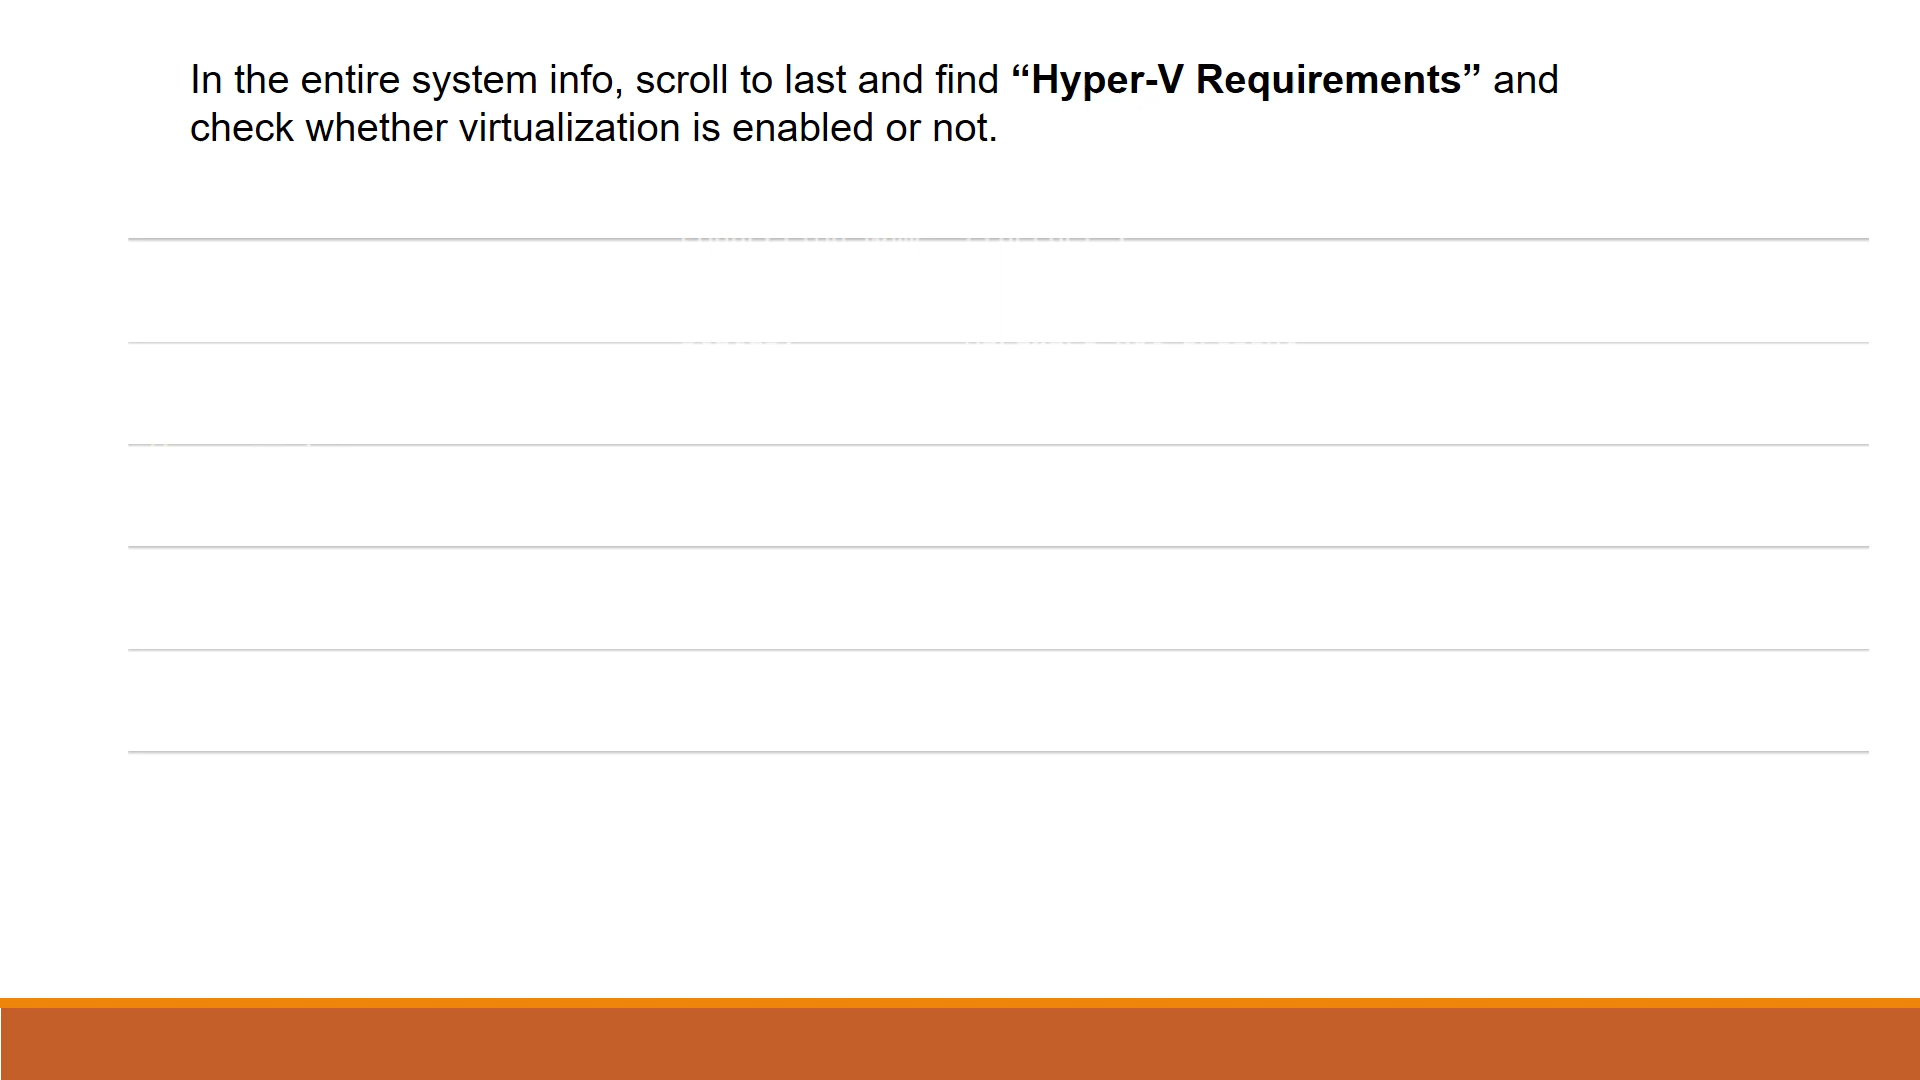 In the entire system info, scroll to last and find “Hyper-V Requirements” and
check whether virtualization is enabled or not.